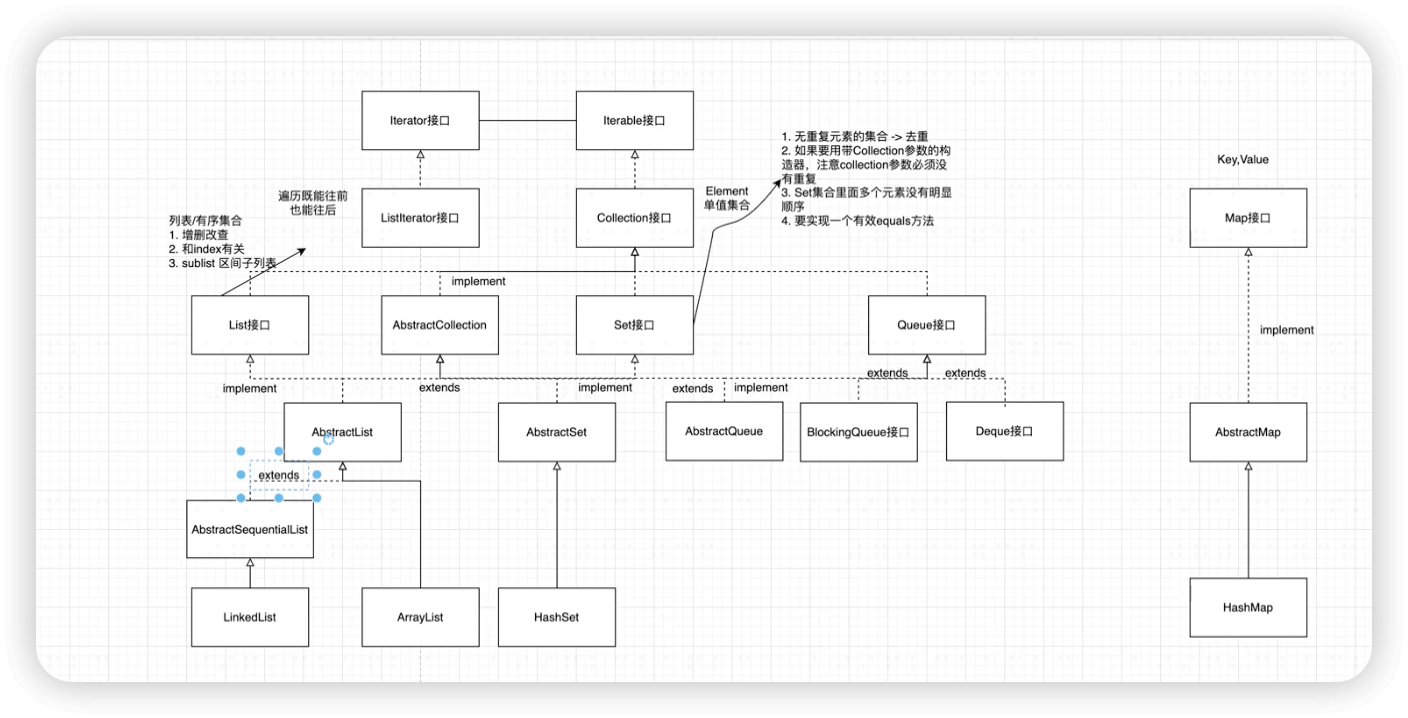 Iterator接口
Iterable接口
1. 无重复元素的集合 -> 去重
2. 如果要用带Collection参数的构
造器，注意collection参数必须没
有重复
3. Set集合里面多个元素没有明显
顺序
4. 要实现一个有效equals方法
Key,Value
遍历既能往前
也能往后
ListIterator接口
Collection接口
Element
单值集合
Map接口
列表/有序集合
1. 增删改查
2. 和index有关
3. sublist 区间子列表
implement
List接口
AbstractCollection
Set接口
Queue接口
implement
implement
extends
implement
extends
implement
extends
extends
AbstractList
AbstractSet
AbstractQueue
BlockingQueue接口
Deque接口
AbstractMap
extends
AbstractSequentialList
LinkedList
ArrayList
HashSet
HashMap